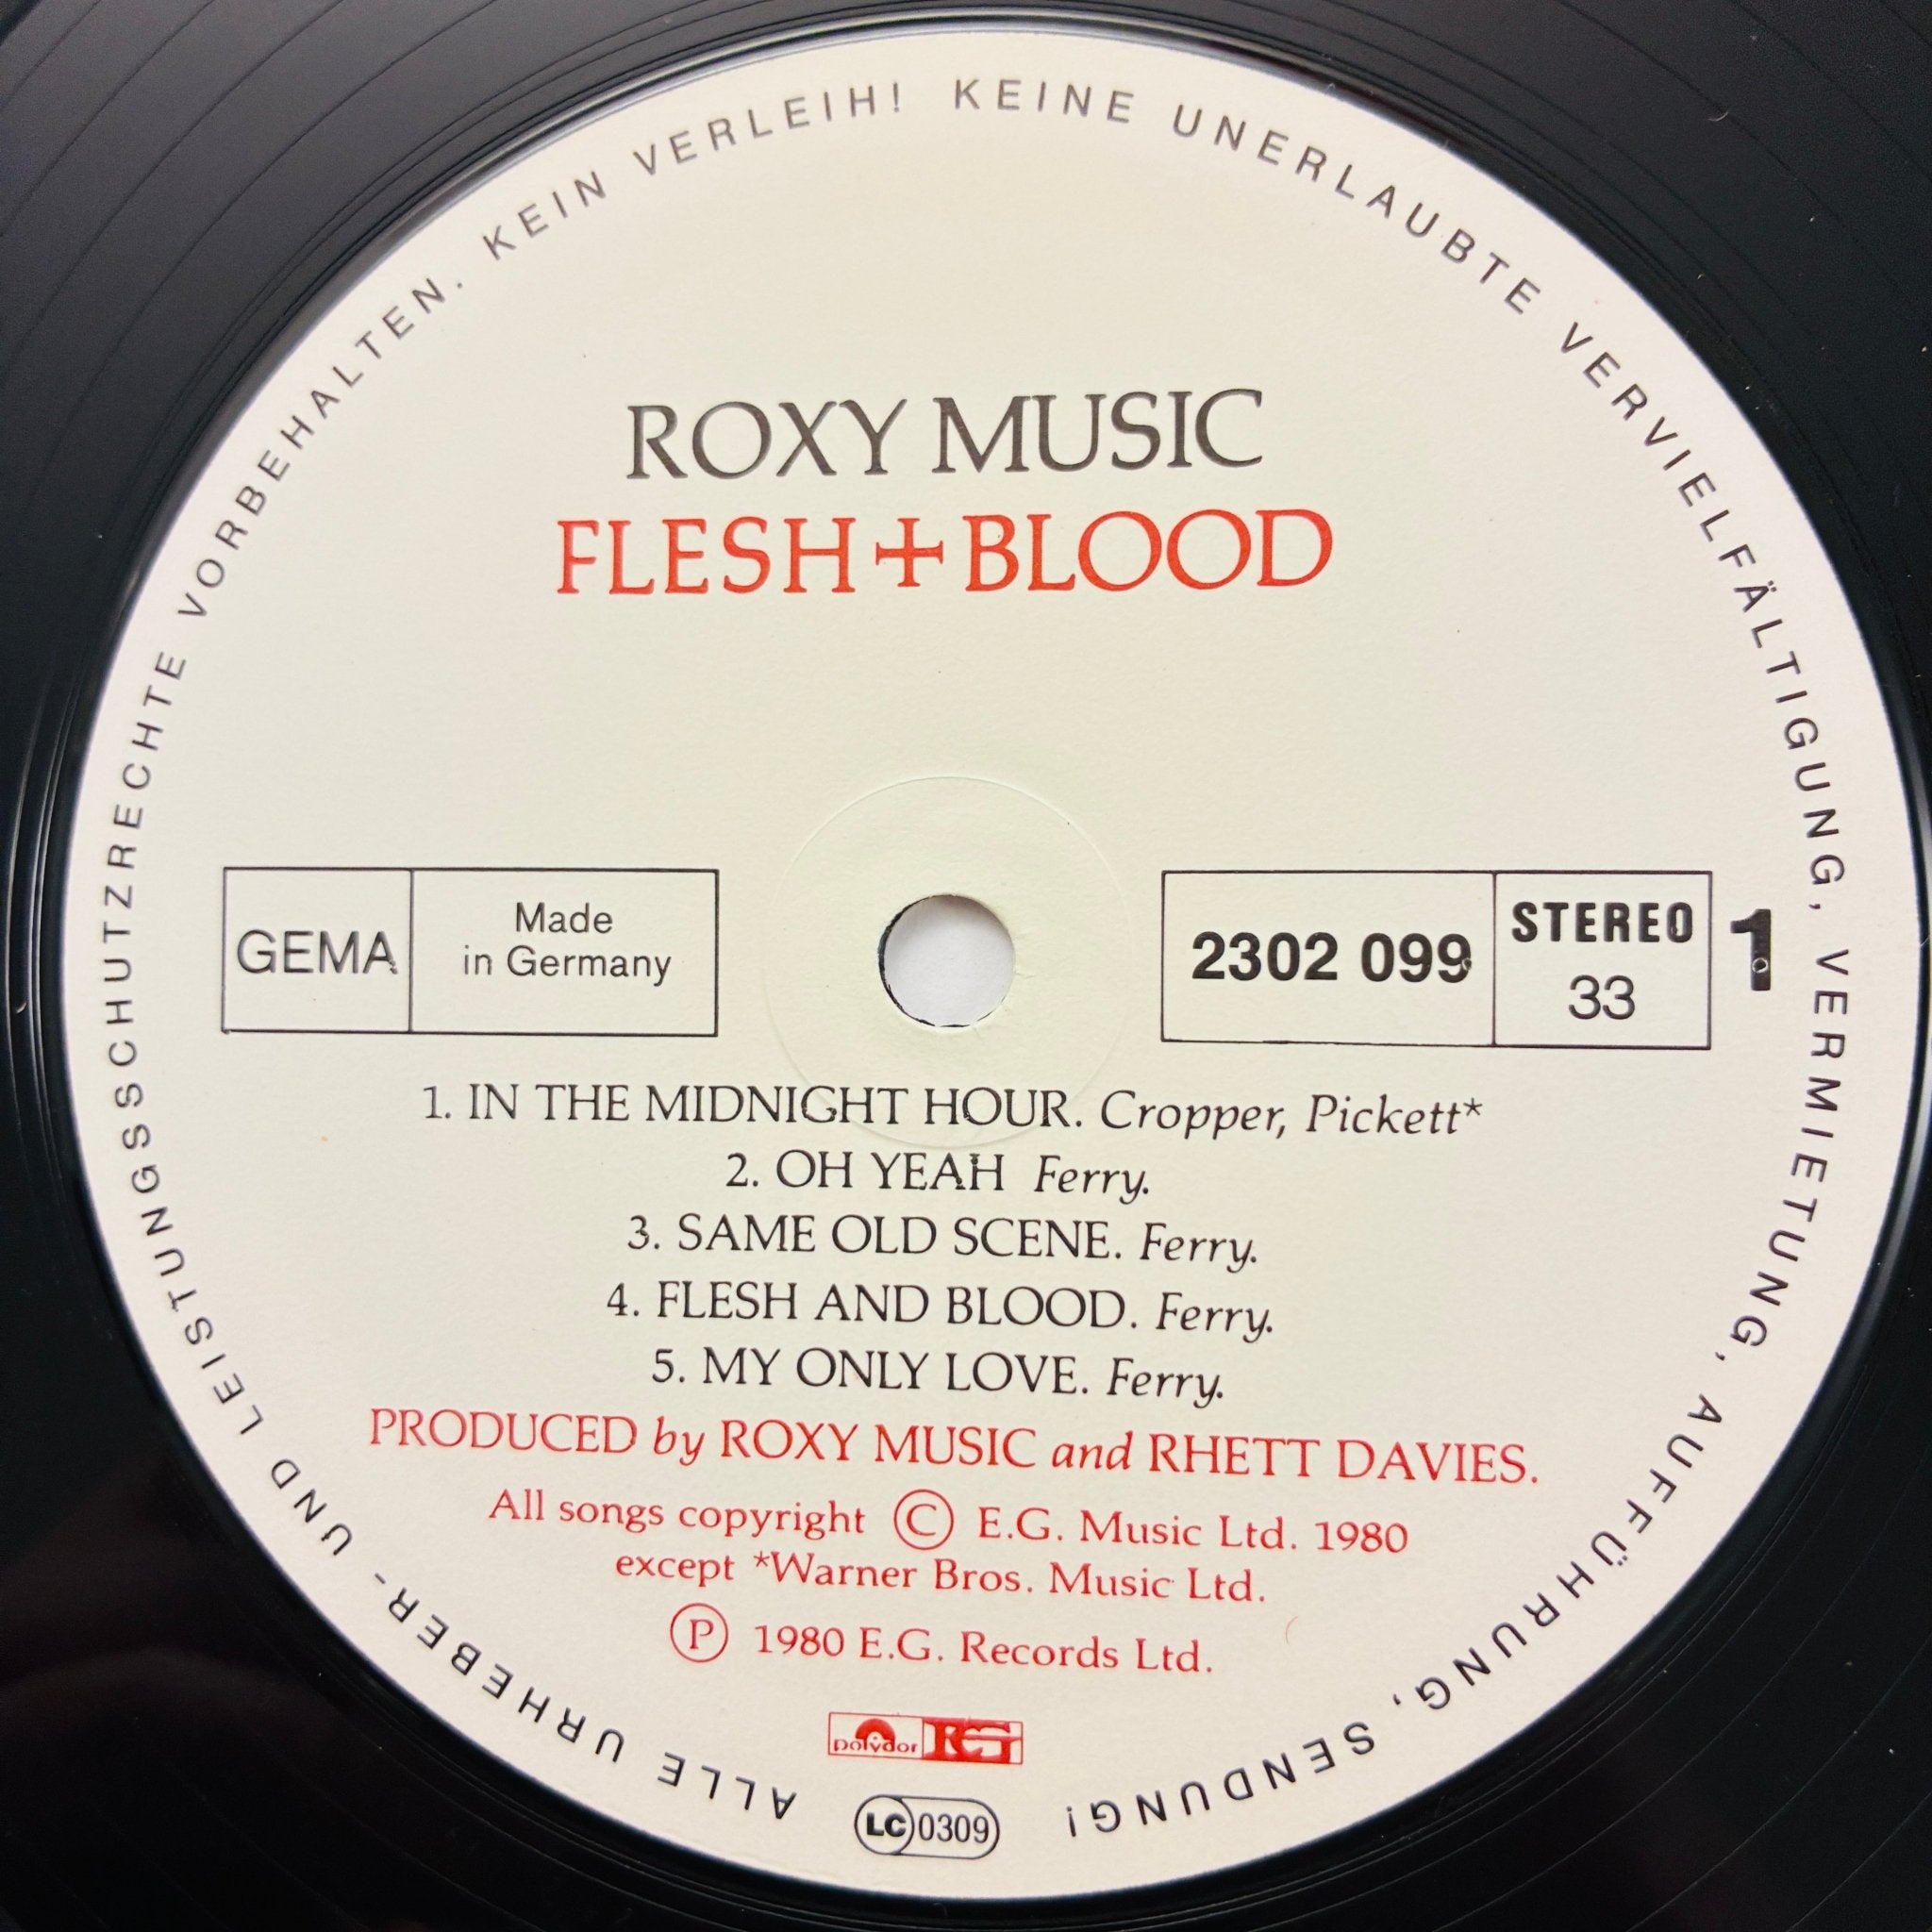 ALLE URHEBER- UND LEISTUNGSSCHUTZRECHTE VORBEHALTEN. KEIN VERLEIH! KEINE UNERLAUBTE VERVIELFÄLTIGUNG, VERMIETUNG, AUFFÜHRUNG, SENDUNG!
ROXY MUSIC
FLESH+BLOOD
GEMA
Made
in Germany
2302 099
STEREO
33
1
1. IN THE MIDNIGHT HOUR. Cropper, Pickett*
2. OH YEAH Ferry.
3. SAME OLD SCENE. Ferry.
4. FLESH AND BLOOD. Ferry.
5. MY ONLY LOVE. Ferry.
PRODUCED by ROXY MUSIC and RHETT DAVIES.
All songs copyright © E.G. Music Ltd. 1980
except *Warner Bros. Music Ltd.
℗ 1980 E.G. Records Ltd.
polydor EG
LC 0309